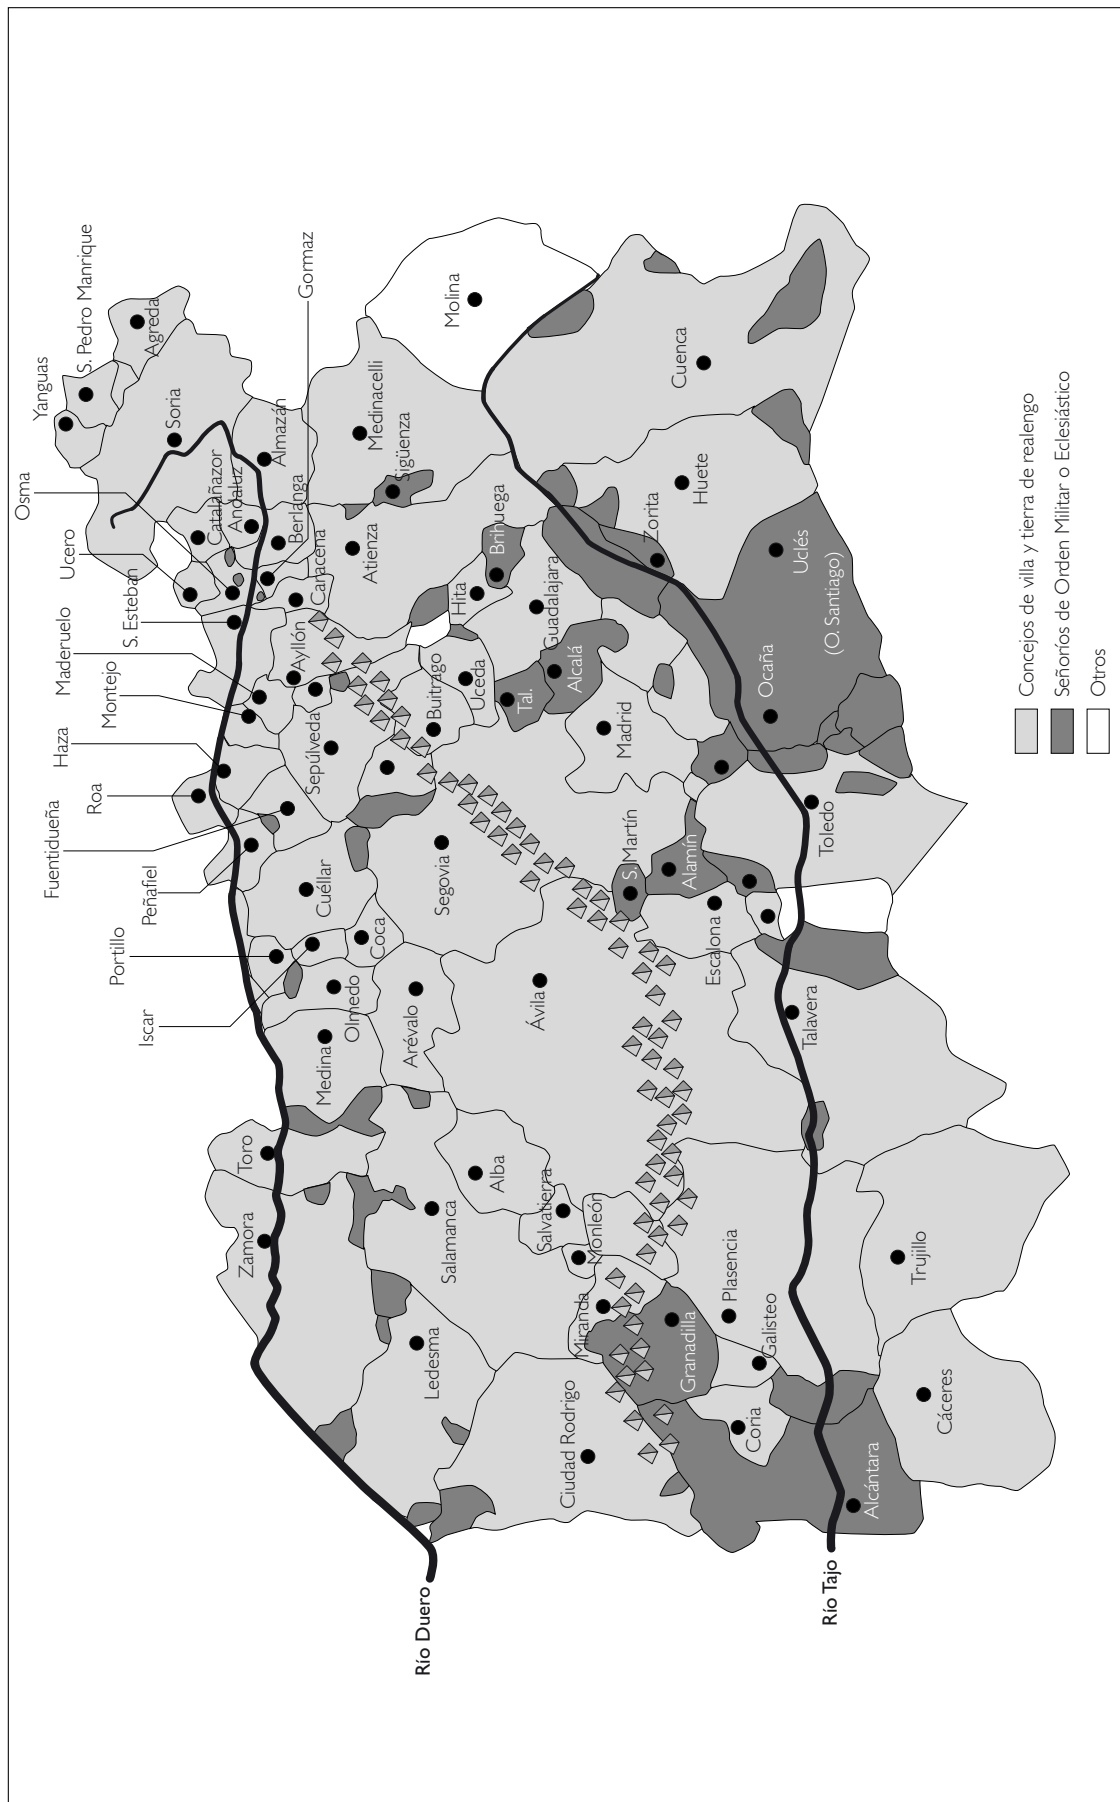 Yanguas
S. Pedro Manrique
Agreda
Osma
Soria
Ucero
Catalañazor
Andaluz
Almazán
Gormaz
Berlanga
Caracena
S. Esteban
Maderuelo
Montejo
Haza
Roa
Fuentidueña
Peñafiel
Portillo
Iscar
Ayllón
Sepúlveda
Cuéllar
Coca
Olmedo
Medina
Arévalo
Toro
Zamora
Medinacelli
Sigüenza
Atienza
Molina
Brihuega
Hita
Guadalajara
Uceda
Buitrago
Tal.
Alcalá
Madrid
Segovia
Ávila
Alba
Salamanca
Salvatierra
Monleón
Miranda
Ledesma
Ciudad Rodrigo
Granadilla
Plasencia
Galisteo
Coria
Alcántara
Cáceres
Trujillo
Talavera
Escalona
S. Martín
Alamín
Toledo
Ocaña
Uclés
(O. Santiago)
Zorita
Huete
Cuenca
Río Duero
Río Tajo
Concejos de villa y tierra de realengo
Señoríos de Orden Militar o Eclesiástico
Otros